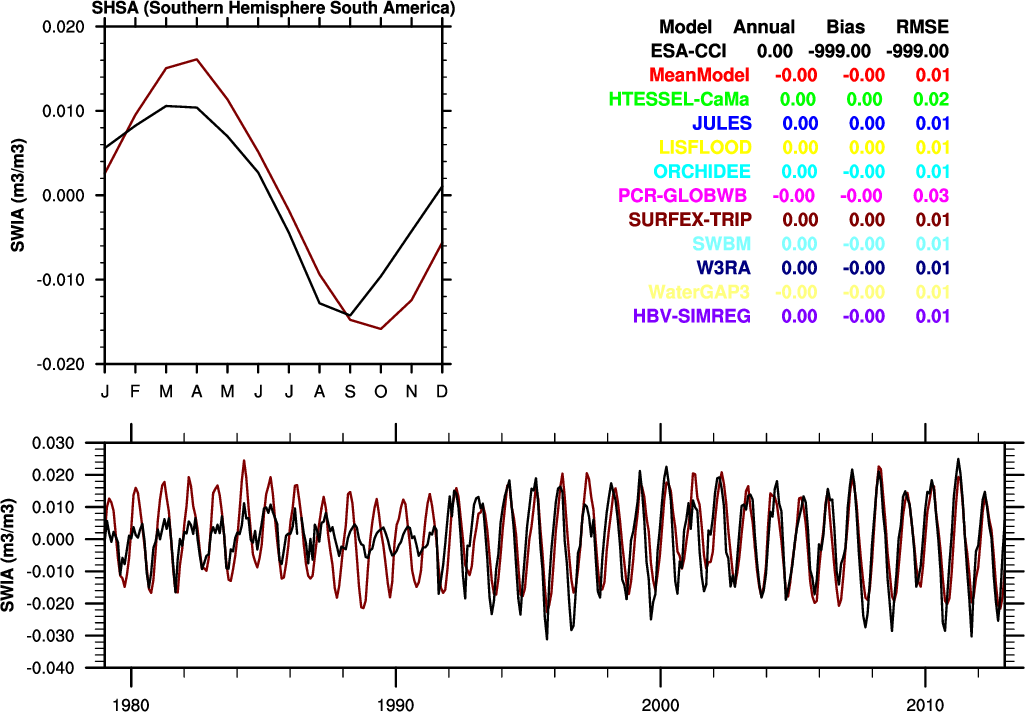 SHSA (Southern Hemisphere South America)
0.020
0.010
0.000
-0.010
-0.020
SWIA (m3/m3)
J F M A M J J A S O N D
Model Annual Bias RMSE
ESA-CCI 0.00 -999.00 -999.00
MeanModel -0.00 -0.00 0.01
HTESSEL-CaMa 0.00 0.00 0.02
JULES 0.00 0.00 0.01
LISFLOOD 0.00 0.00 0.01
ORCHIDEE 0.00 -0.00 0.01
PCR-GLOBWB -0.00 -0.00 0.03
SURFEX-TRIP 0.00 0.00 0.01
SWBM 0.00 -0.00 0.01
W3RA 0.00 -0.00 0.01
WaterGAP3 -0.00 -0.00 0.01
HBV-SIMREG 0.00 -0.00 0.01
0.030
0.020
0.010
0.000
-0.010
-0.020
-0.030
-0.040
SWIA (m3/m3)
1980 1990 2000 2010